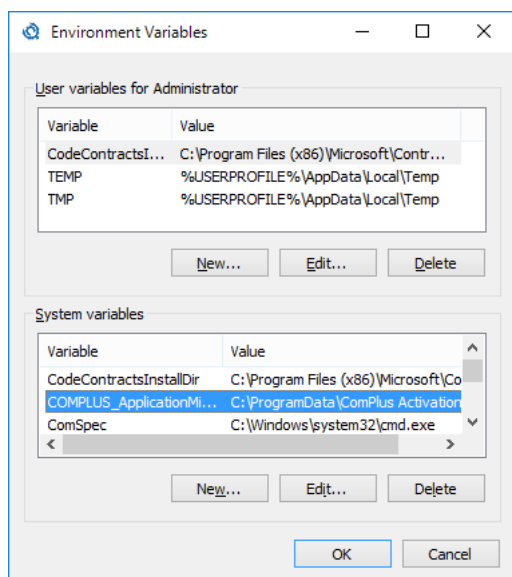 Environment Variables
User variables for Administrator
Variable Value
CodeContractsI... C:\Program Files (x86)\Microsoft\Contr...
TEMP %USERPROFILE%\AppData\Local\Temp
TMP %USERPROFILE%\AppData\Local\Temp
New... Edit... Delete
System variables
Variable Value
CodeContractsInstallDir C:\Program Files (x86)\Microsoft\Co
COMPLUS_ApplicationMi... C:\ProgramData\ComPlus Activation
ComSpec C:\Windows\system32\cmd.exe
New... Edit... Delete
OK Cancel